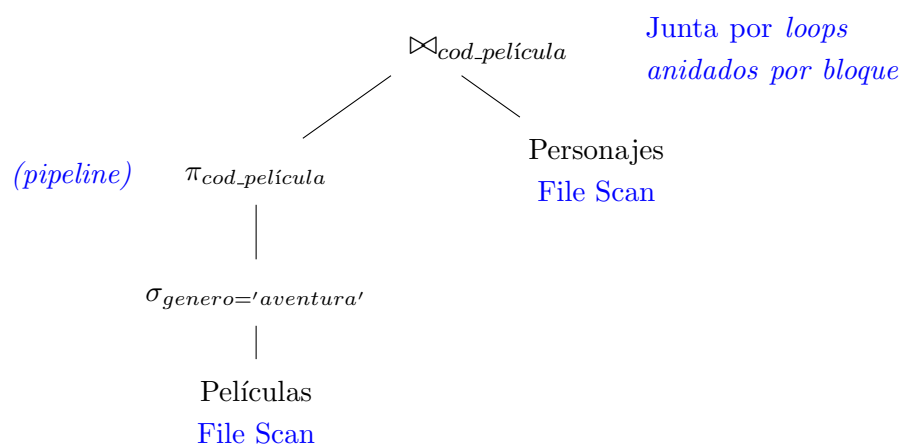 ⋈cod_película
Junta por loops
anidados por bloque
Personajes
File Scan
(pipeline)
πcod_película
σgenero='aventura'
Películas
File Scan